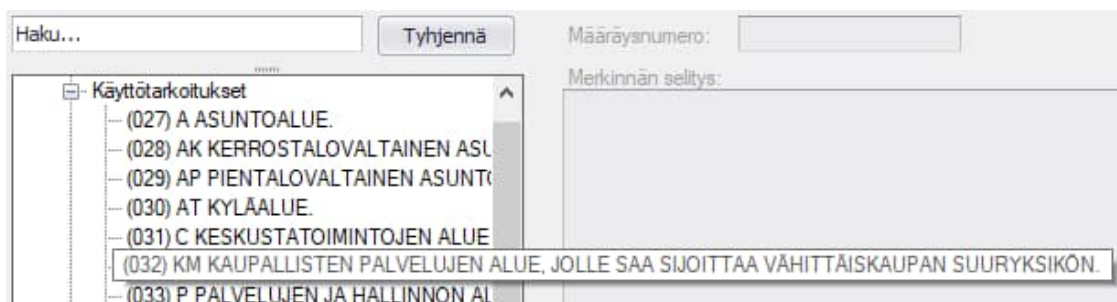 Haku...
Tyhjennä
Määräysnumero:
Merkinnän selitys:
Käyttötarkoitukset
(027) A ASUNTOALUE.
(028) AK KERROSTALOVALTAINEN ASU
(029) AP PIENTALOVALTAINEN ASUNTO
(030) AT KYLÄALUE.
(031) C KESKUSTATOIMINTOJEN ALUE
(032) KM KAUPALLISTEN PALVELUJEN ALUE, JOLLE SAA SIJOITTAA VÄHITTÄISKAUPAN SUURYKSIKÖN.
(033) P PALVELUJEN JA HALLINNON AL